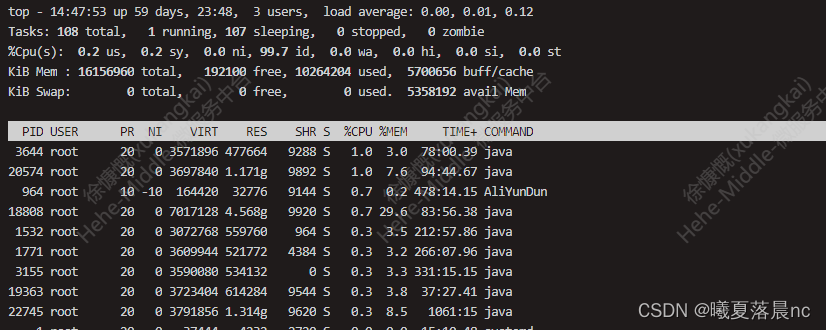 top - 14:47:53 up 59 days, 23:48,  3 users,  load average: 0.00, 0.01, 0.12
Tasks: 108 total,   1 running, 107 sleeping,   0 stopped,   0 zombie
%Cpu(s):  0.2 us,  0.2 sy,  0.0 ni, 99.7 id,  0.0 wa,  0.0 hi,  0.0 si,  0.0 st
KiB Mem : 16156960 total,   192100 free, 10264204 used,  5700656 buff/cache
KiB Swap:        0 total,        0 free,        0 used.  5358192 avail Mem
PID USER      PR  NI    VIRT    RES    SHR S  %CPU %MEM     TIME+ COMMAND
3644 root      20   0 3571896 477664   9288 S   1.0  3.0  78:00.39 java
20574 root      20   0 3697840 1.171g   9892 S   1.0  7.6  94:44.67 java
964 root      10 -10  164420  32776   9144 S   0.7  0.2 478:14.15 AliYunDun
18808 root      20   0 7017128 4.568g   9920 S   0.7 29.6  83:56.38 java
1532 root      20   0 3072768 559760    964 S   0.3  3.5 212:57.86 java
1771 root      20   0 3609944 521772   4384 S   0.3  3.2 266:07.96 java
3155 root      20   0 3590080 534132      0 S   0.3  3.3 331:15.15 java
19363 root      20   0 3723404 614284   9544 S   0.3  3.8  37:27.41 java
22745 root      20   0 3791856 1.314g   9620 S   0.3  8.5   1061:15 java
CSDN @曦夏落晨nc